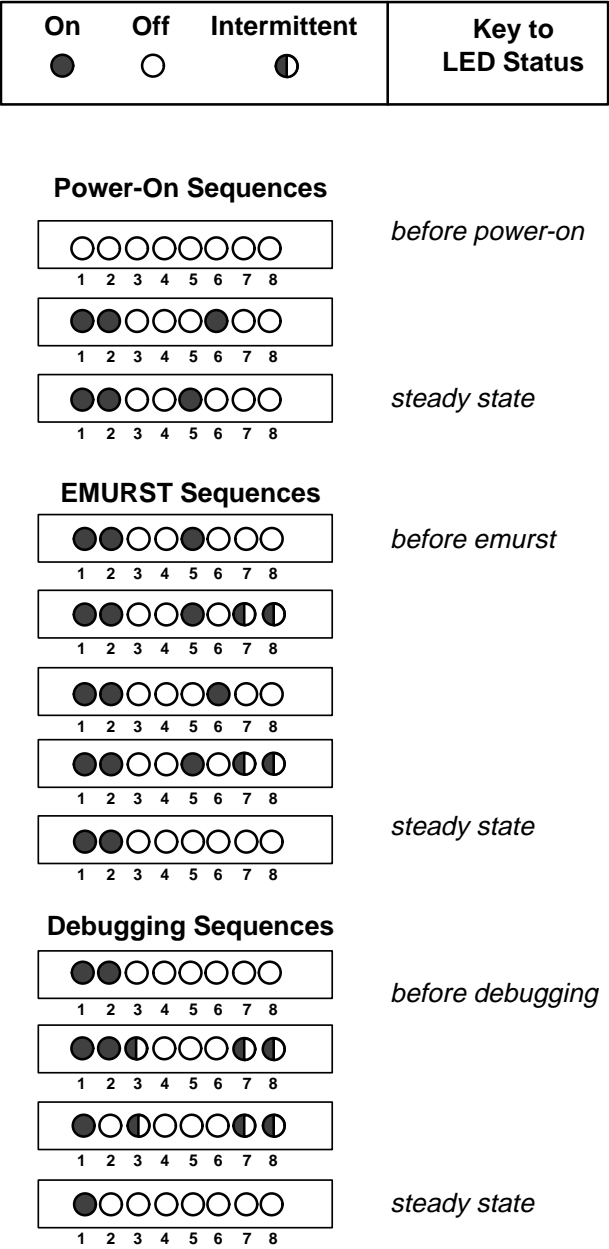 On Off Intermittent
Key to
LED Status
Power-On Sequences
before power-on
1 2 3 4 5 6 7 8
1 2 3 4 5 6 7 8
steady state
1 2 3 4 5 6 7 8
EMURST Sequences
before emurst
1 2 3 4 5 6 7 8
1 2 3 4 5 6 7 8
1 2 3 4 5 6 7 8
1 2 3 4 5 6 7 8
steady state
1 2 3 4 5 6 7 8
Debugging Sequences
before debugging
1 2 3 4 5 6 7 8
1 2 3 4 5 6 7 8
1 2 3 4 5 6 7 8
steady state
1 2 3 4 5 6 7 8